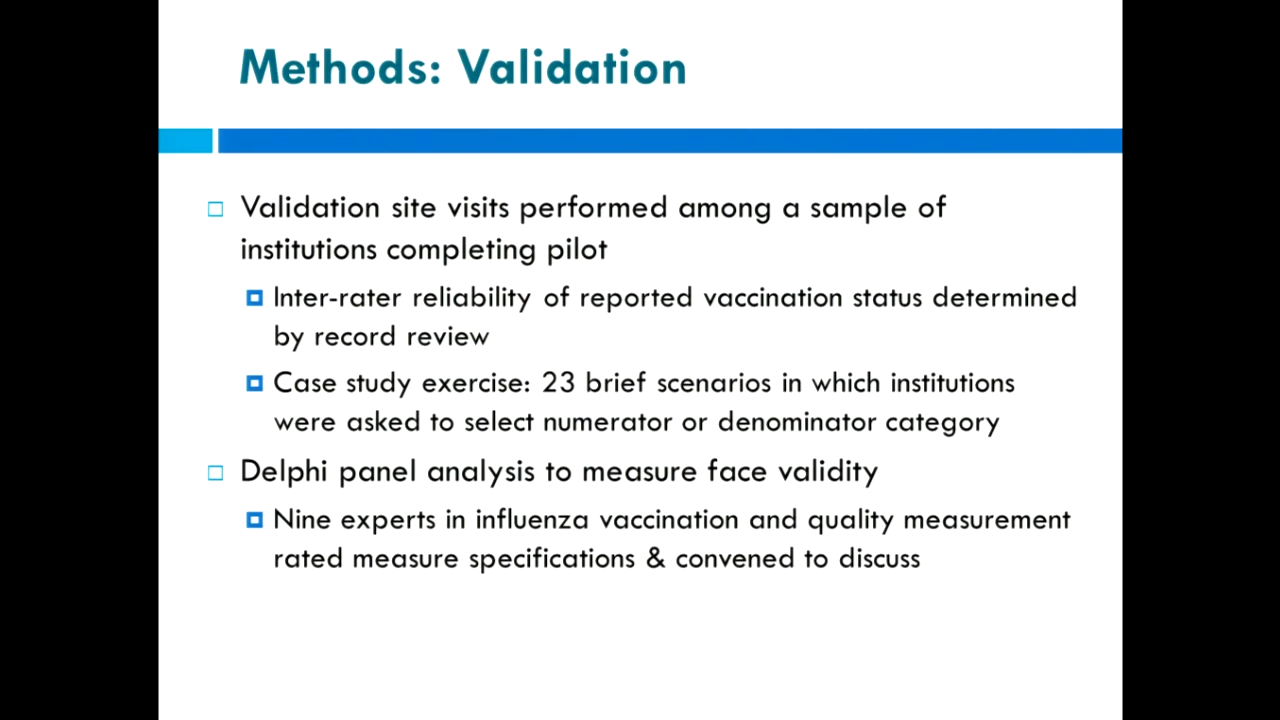 Methods: Validation
Validation site visits performed among a sample of
institutions completing pilot
Inter-rater reliability of reported vaccination status determined
by record review
Case study exercise: 23 brief scenarios in which institutions
were asked to select numerator or denominator category
Delphi panel analysis to measure face validity
Nine experts in influenza vaccination and quality measurement
rated measure specifications & convened to discuss